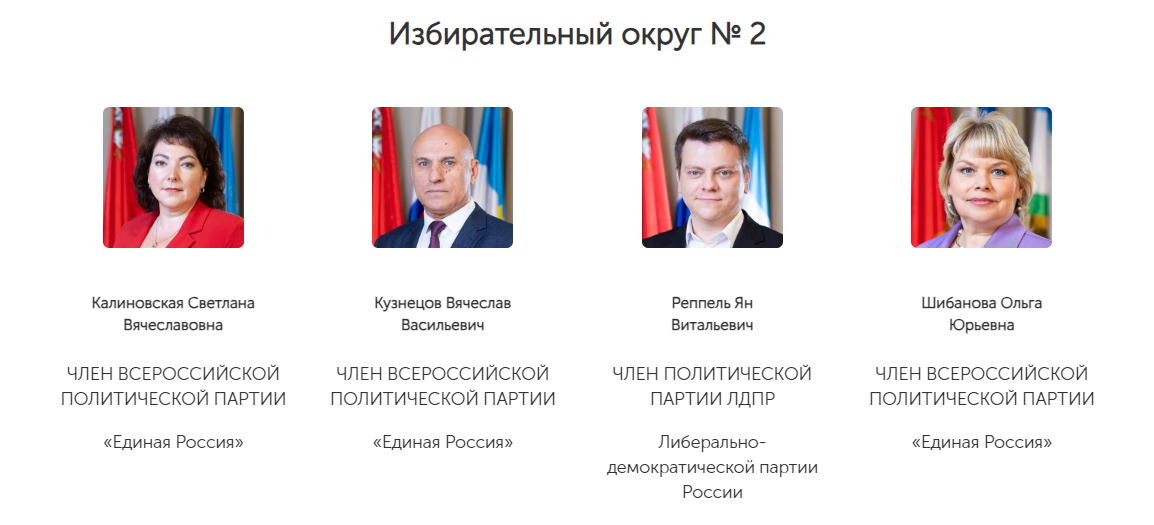 Избирательный округ № 2
Калиновская Светлана
Вячеславовна
ЧЛЕН ВСЕРОССИЙСКОЙ
ПОЛИТИЧЕСКОЙ ПАРТИИ
«Единая Россия»
Кузнецов Вячеслав
Васильевич
ЧЛЕН ВСЕРОССИЙСКОЙ
ПОЛИТИЧЕСКОЙ ПАРТИИ
«Единая Россия»
Реппель Ян
Витальевич
ЧЛЕН ПОЛИТИЧЕСКОЙ
ПАРТИИ ЛДПР
Либерально-
демократической партии
России
Шибанова Ольга
Юрьевна
ЧЛЕН ВСЕРОССИЙСКОЙ
ПОЛИТИЧЕСКОЙ ПАРТИИ
«Единая Россия»